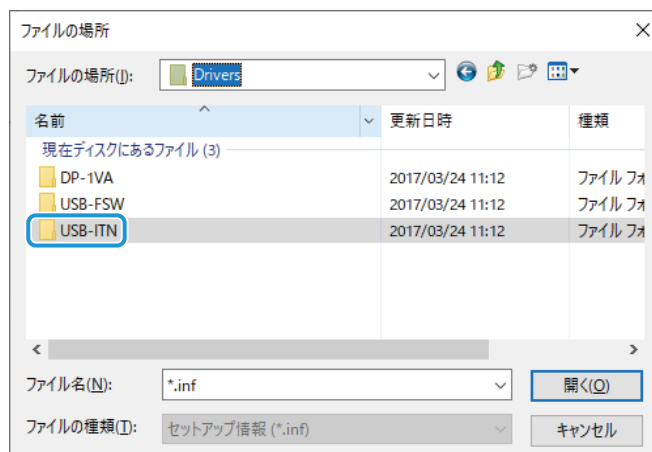 ファイルの場所
ファイルの場所(I): Drivers
名前 更新日時 種類
現在ディスクにあるファイル (3)
DP-1VA 2017/03/24 11:12 ファイル フォ
USB-FSW 2017/03/24 11:12 ファイル フォ
USB-ITN 2017/03/24 11:12 ファイル フォ
ファイル名(N): *.inf 開く(O)
ファイルの種類(T): セットアップ情報 (*.inf) キャンセル